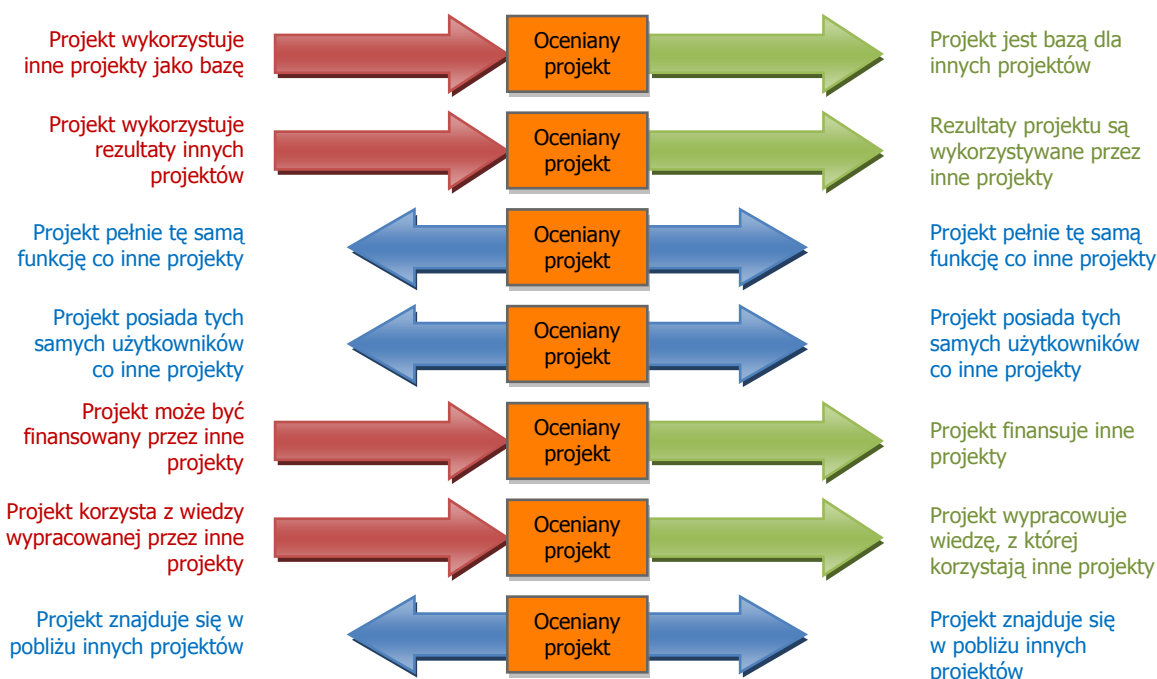 Projekt wykorzystuje
inne projekty jako bazę
Oceniany
projekt
Projekt jest bazą dla
innych projektów
Projekt wykorzystuje
rezultaty innych
projektów
Oceniany
projekt
Rezultaty projektu są
wykorzystywane przez
inne projekty
Projekt pełnie tę samą
funkcję co inne projekty
Oceniany
projekt
Projekt pełnie tę samą
funkcję co inne projekty
Projekt posiada tych
samych użytkowników
co inne projekty
Oceniany
projekt
Projekt posiada tych
samych użytkowników
co inne projekty
Projekt może być
finansowany przez inne
projekty
Oceniany
projekt
Projekt finansuje inne
projekty
Projekt korzysta z wiedzy
wypracowanej przez inne
projekty
Oceniany
projekt
Projekt wypracowuje
wiedzę, z której
korzystają inne projekty
Projekt znajduje się w
pobliżu innych projektów
Oceniany
projekt
Projekt znajduje się
w pobliżu innych
projektów